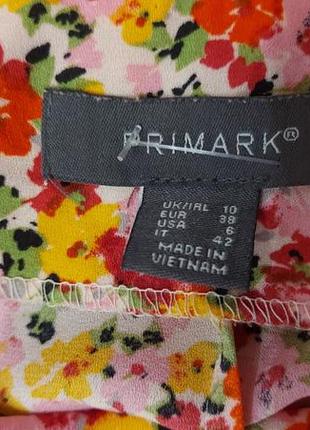 PRIMARK®
UK/IRL 10
EUR 38
USA 6
IT 42
MADE IN
VIETNAM